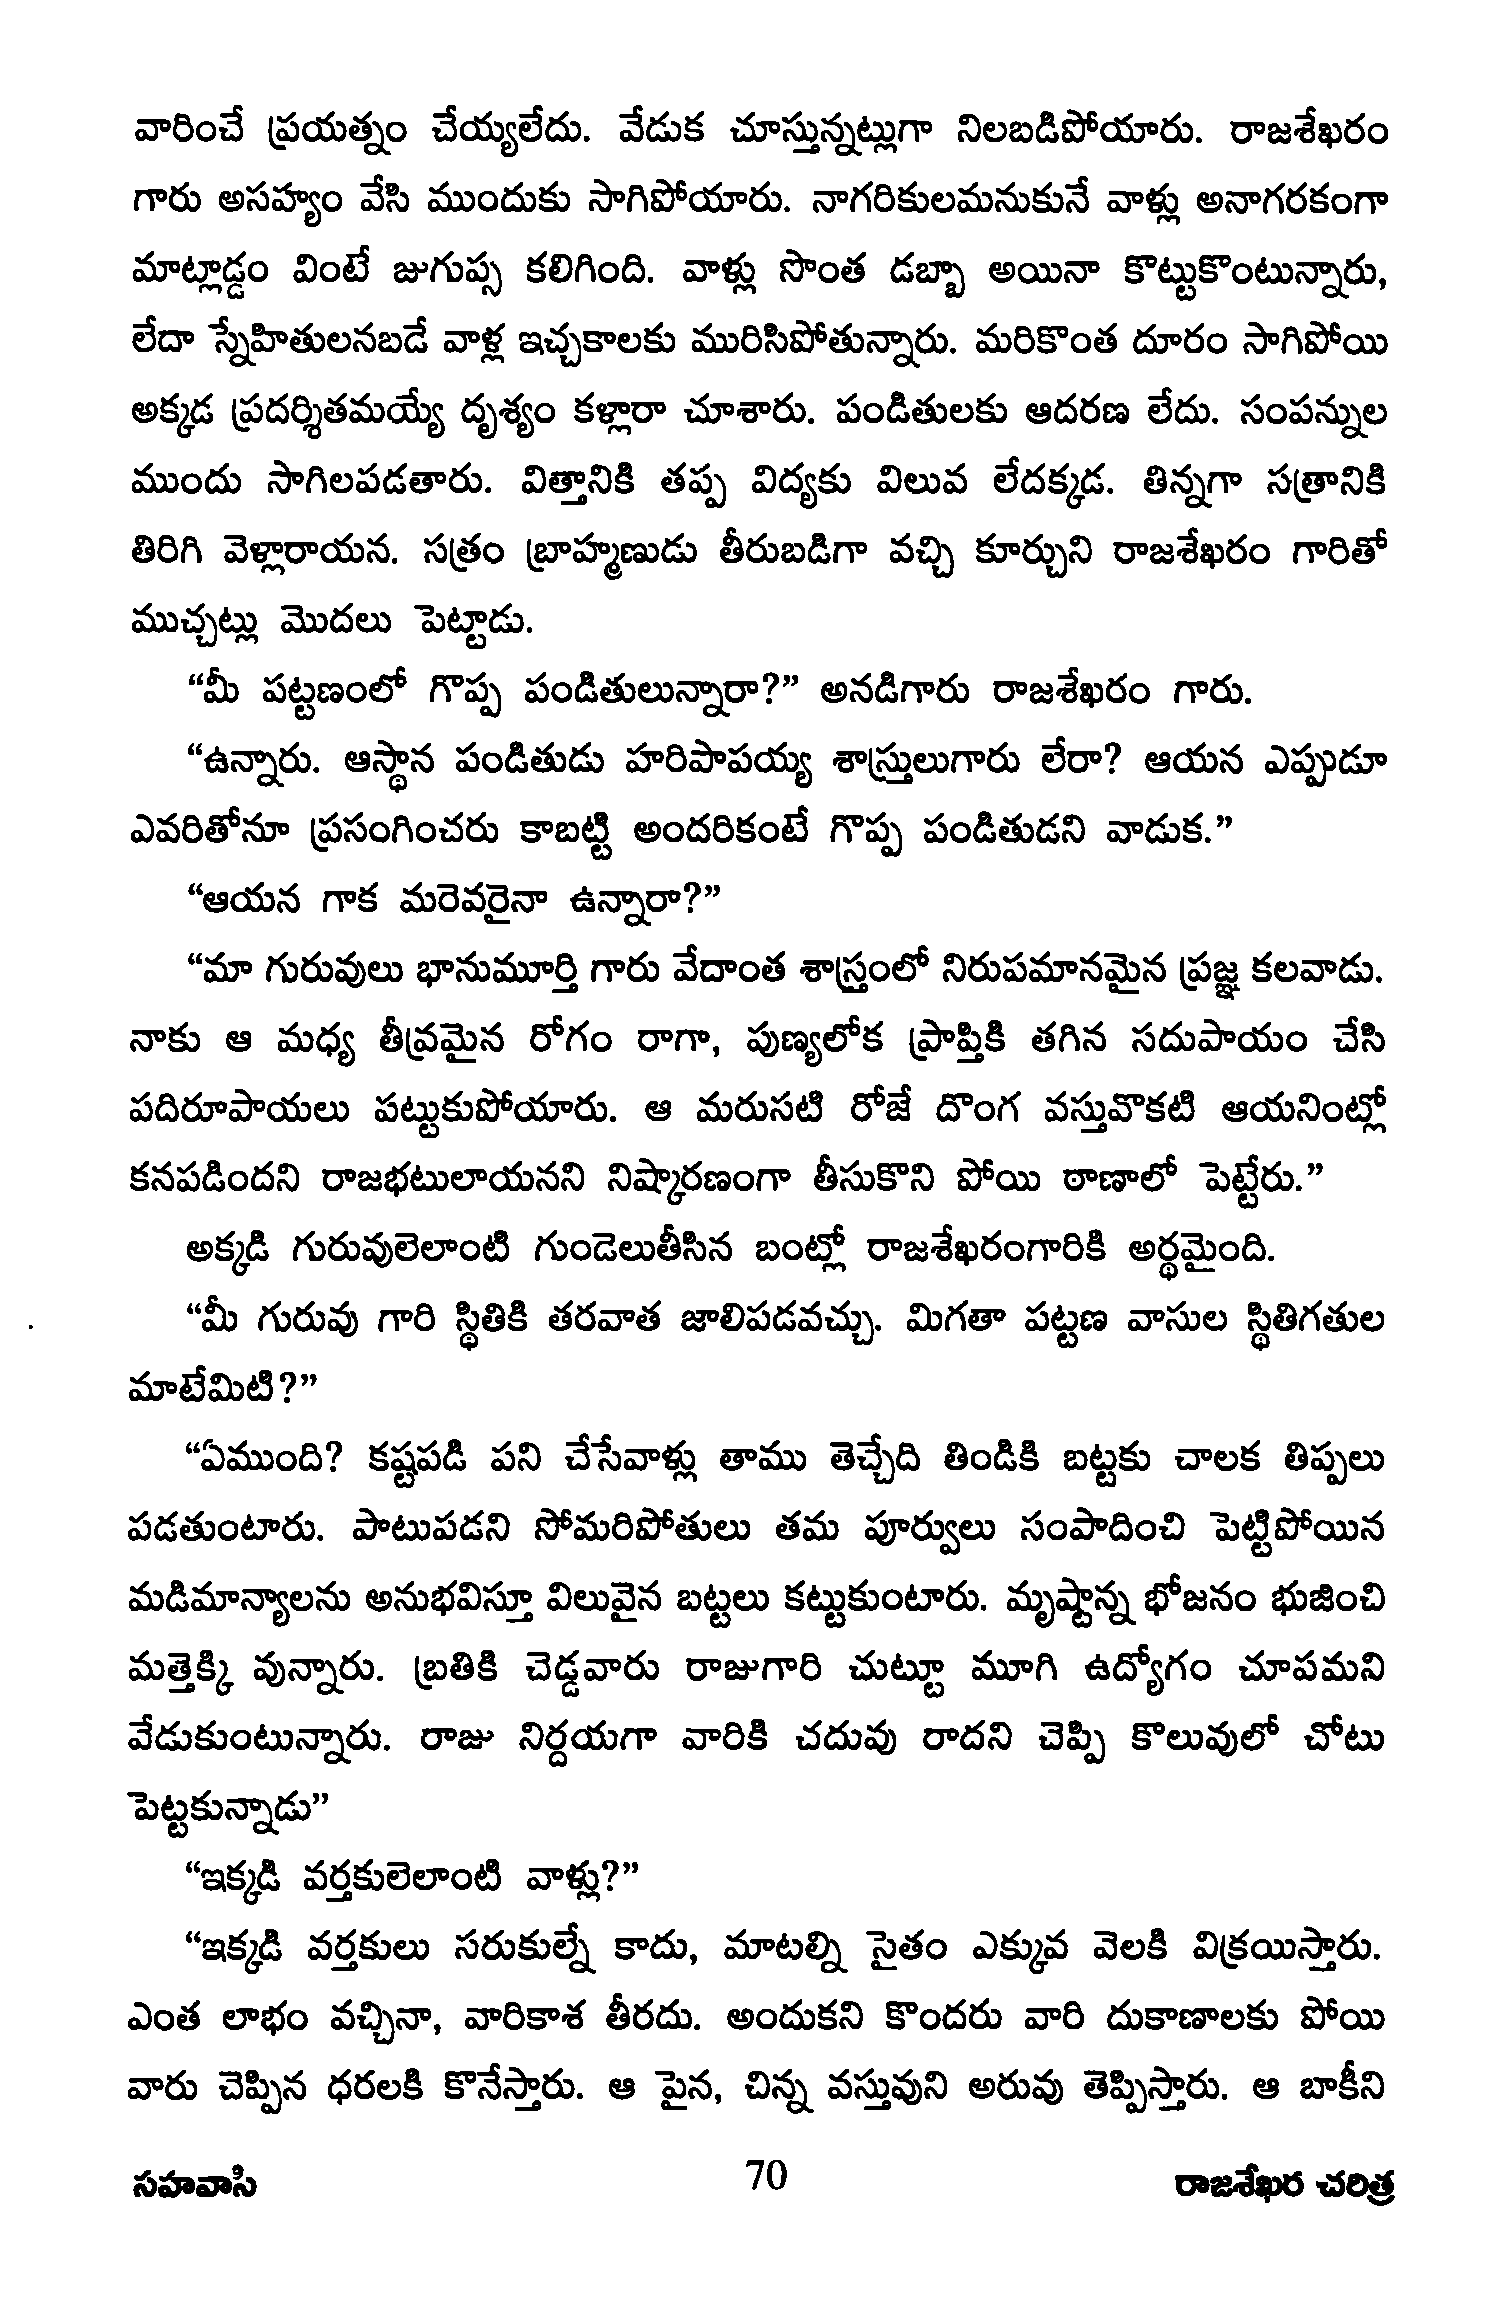 వారించే ప్రయత్నం చేయ్యలేదు. వేడుక చూస్తున్నట్లుగా నిలబడిపోయారు. రాజశేఖరం
గారు అసహ్యం వేసి ముందుకు సాగిపోయారు. నాగరికులమనుకునే వాళ్లు అనాగరకంగా
మాట్లాడ్డం వింటే జుగుప్స కలిగింది. వాళ్లు సొంత డబ్బా అయినా కొట్టుకొంటున్నారు,
లేదా స్నేహితులనబడే వాళ్ల ఇచ్చకాలకు మురిసిపోతున్నారు. మరికొంత దూరం సాగిపోయి
అక్కడ ప్రదర్శితమయ్యే దృశ్యం కళ్లారా చూశారు. పండితులకు ఆదరణ లేదు. సంపన్నుల
ముందు సాగిలపడతారు. విత్తానికి తప్ప విద్యకు విలువ లేదక్కడ. తిన్నగా సత్రానికి
తిరిగి వెళ్లారాయన. సత్రం బ్రాహ్మణుడు తీరుబడిగా వచ్చి కూర్చుని రాజశేఖరం గారితో
ముచ్చట్లు మొదలు పెట్టాడు.
“మీ పట్టణంలో గొప్ప పండితులున్నారా?” అనడిగారు రాజశేఖరం గారు.
“ఉన్నారు. ఆస్థాన పండితుడు హరిపాపయ్య శాస్త్రులుగారు లేరా? ఆయన ఎప్పుడూ
ఎవరితోనూ ప్రసంగించరు కాబట్టి అందరికంటే గొప్ప పండితుడని వాడుక.”
“ఆయన గాక మరెవరైనా ఉన్నారా?”
“మా గురువులు భానుమూర్తి గారు వేదాంత శాస్త్రంలో నిరుపమానమైన ప్రజ్ఞ కలవాడు.
నాకు ఆ మధ్య తీవ్రమైన రోగం రాగా, పుణ్యలోక ప్రాప్తికి తగిన సదుపాయం చేసి
పదిరూపాయలు పట్టుకుపోయారు. ఆ మరుసటి రోజే దొంగ వస్తువొకటి ఆయనింట్లో
కనపడిందని రాజభటులాయనని నిష్కారణంగా తీసుకొని పోయి ఠాణాలో పెట్టేరు.”
అక్కడి గురువులెలాంటి గుండెలుతీసిన బంట్లో రాజశేఖరంగారికి అర్థమైంది.
“మీ గురువు గారి స్థితికి తరవాత జాలిపడవచ్చు. మిగతా పట్టణ వాసుల స్థితిగతుల
మాటేమిటి?”
“ఏముంది? కష్టపడి పని చేసేవాళ్లు తాము తెచ్చేది తిండికి బట్టకు చాలక తిప్పలు
పడతుంటారు. పాటుపడని సోమరిపోతులు తమ పూర్వులు సంపాదించి పెట్టిపోయిన
మడిమాన్యాలను అనుభవిస్తూ విలువైన బట్టలు కట్టుకుంటారు. మృష్టాన్న భోజనం భుజించి
మత్తెక్కి వున్నారు. బ్రతికి చెడ్డవారు రాజుగారి చుట్టూ మూగి ఉద్యోగం చూపమని
వేడుకుంటున్నారు. రాజు నిర్దయగా వారికి చదువు రాదని చెప్పి కొలువులో చోటు
పెట్టకున్నాడు”
“ఇక్కడి వర్తకులెలాంటి వాళ్లు?”
“ఇక్కడి వర్తకులు సరుకుల్నే కాదు, మాటల్ని సైతం ఎక్కువ వెలకి విక్రయిస్తారు.
ఎంత లాభం వచ్చినా, వారికాశ తీరదు. అందుకని కొందరు వారి దుకాణాలకు పోయి
వారు చెప్పిన ధరలకి కొనేస్తారు. ఆ పైన, చిన్న వస్తువుని అరువు తెప్పిస్తారు. ఆ బాకీని
సహవాసి 70 రాజశేఖర చరిత్ర